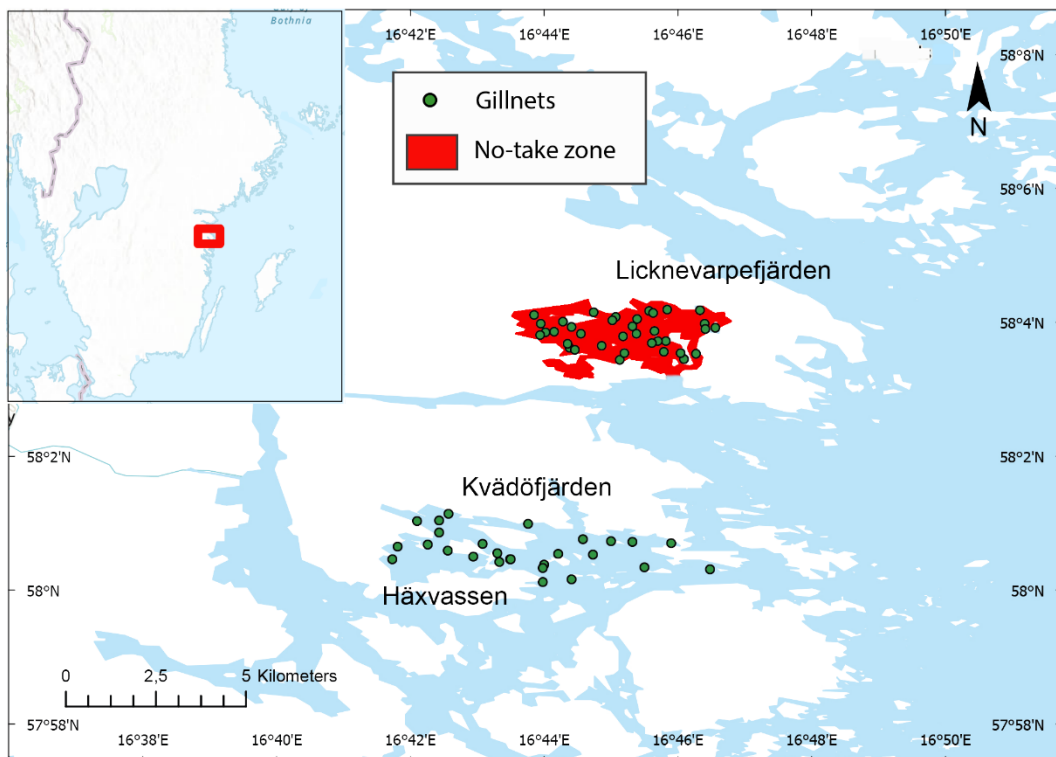 Bothnia
16°42'E 16°44'E 16°46'E 16°48'E 16°50'E
58°8'N
Gillnets
No-take zone
N
58°6'N
Licknevarpefjärden
58°4'N
y
58°2'N 58°2'N
Kvädöfjärden
58°0'N 58°0'N
Häxvassen
0 2,5 5 Kilometers
57°58'N 57°58'N
16°38'E 16°40'E 16°42'E 16°44'E 16°46'E 16°48'E 16°50'E